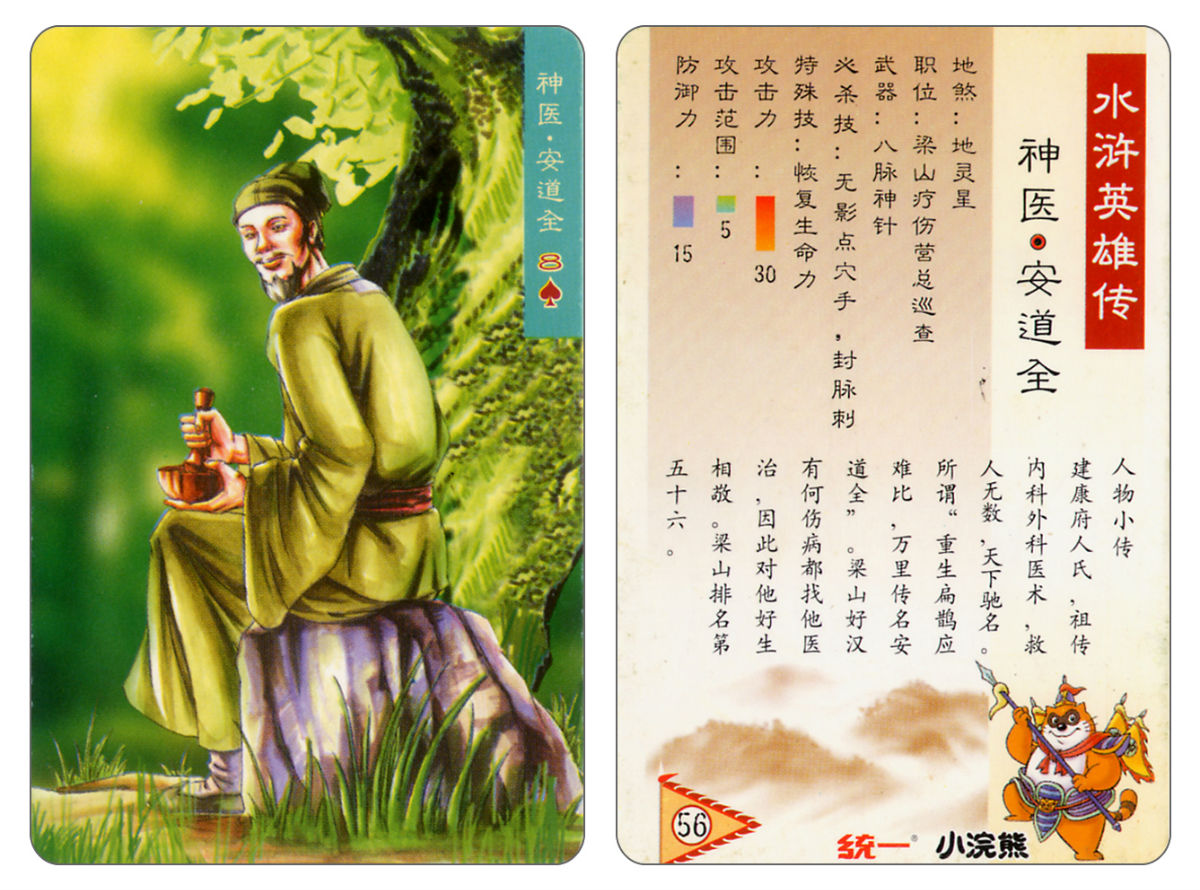 神医·安道全
8
水浒英雄传
神医·安道全
地煞：地灵星
职位：梁山疗伤营总巡查
武器：八脉神针
必杀技：无影点穴手，封脉刺
特殊技：恢复生命力
攻击力：30
攻击范围：5
防御力：15
人物小传
建康府人氏，祖传
内科外科医术，救
人无数，天下驰名。
所谓“重生扁鹊应
难比，万里传名安
道全”。梁山好汉
有何伤病都找他医
治，因此对他好生
相敬。梁山排名第
五十六。
56
统一® 小浣熊